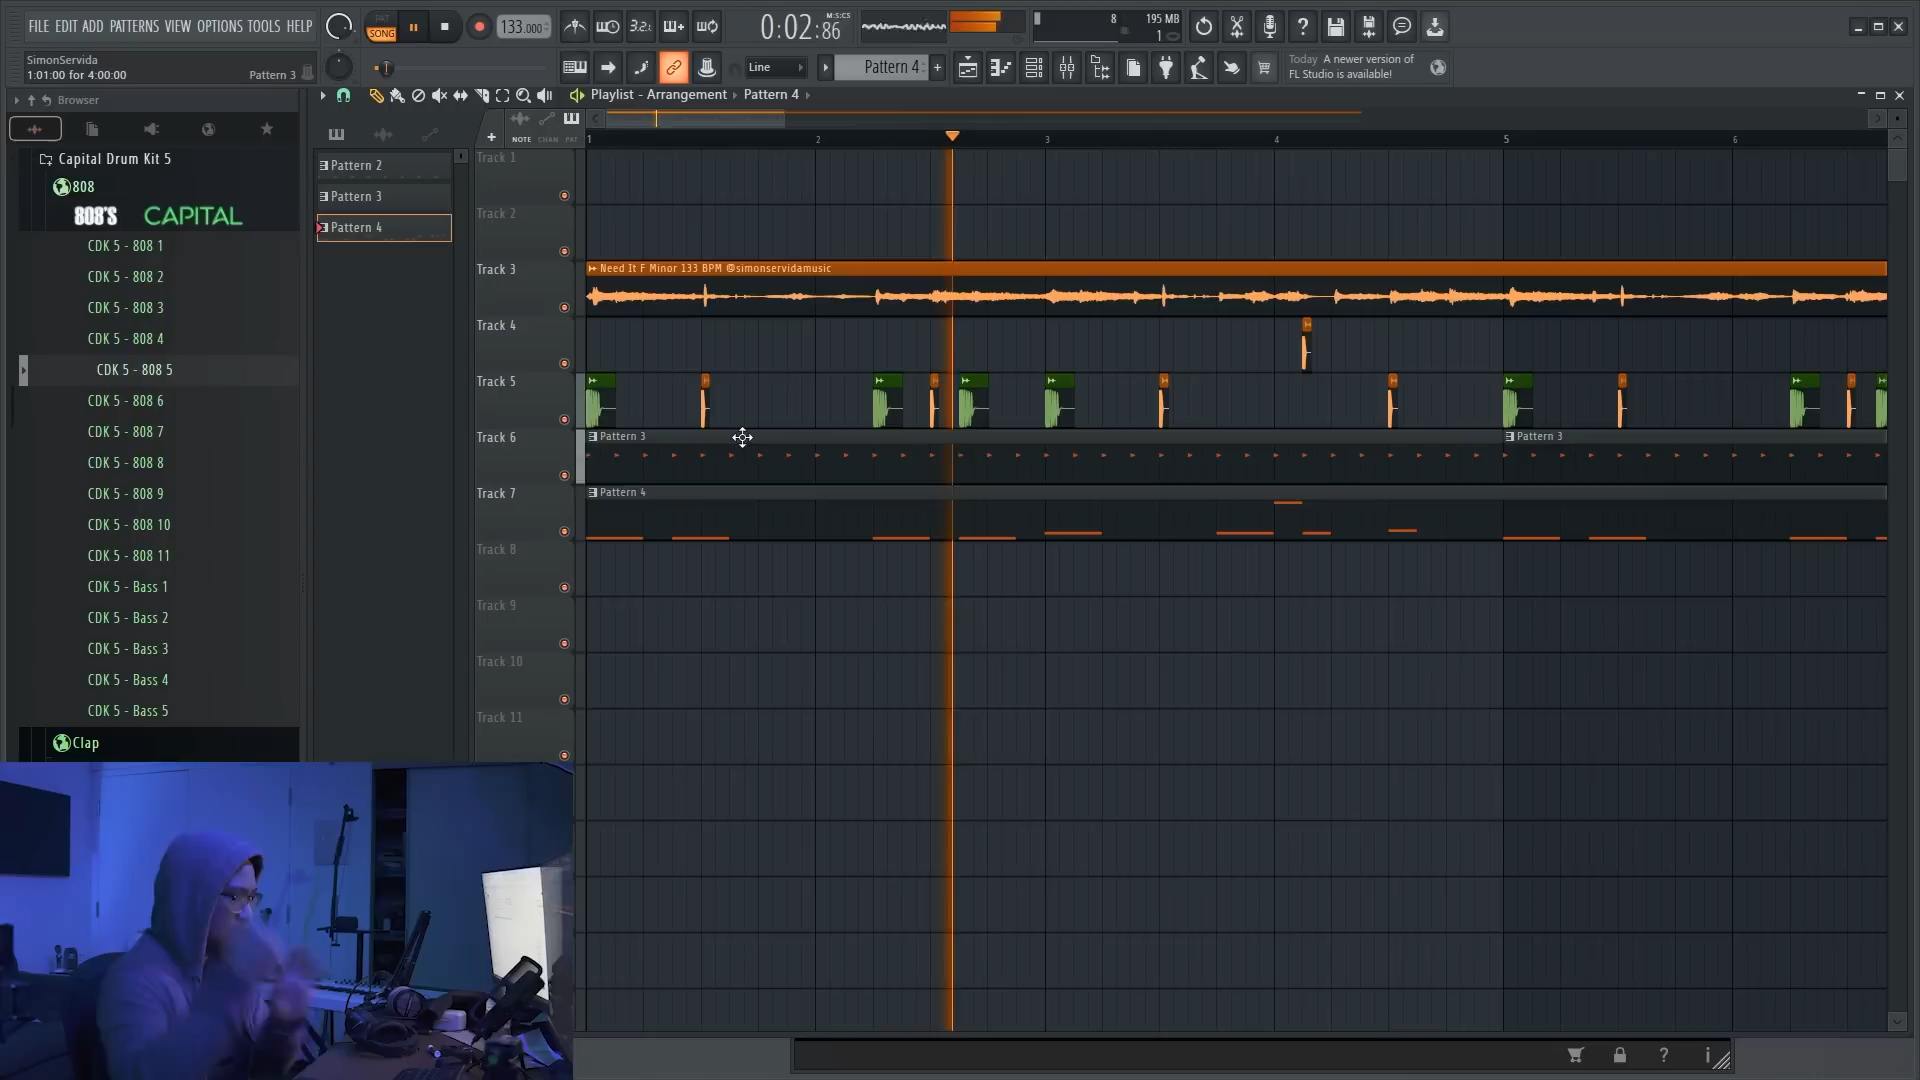 FILE EDIT ADD PATTERNS VIEW OPTIONS TOOLS HELP
PAT
SONG
133.000
3.2.
0:02:86
M:S:CS
8
195 MB
1
SimonServida
1:01:00 for 4:00:00
Pattern 3
Line
Pattern 4
Today A newer version of
FL Studio is available!
Browser
Playlist - Arrangement
Pattern 4
NOTE CHAN PAT
1 2 3 4 5 6
Capital Drum Kit 5
808
808'S CAPITAL
CDK 5 - 808 1
CDK 5 - 808 2
CDK 5 - 808 3
CDK 5 - 808 4
CDK 5 - 808 5
CDK 5 - 808 6
CDK 5 - 808 7
CDK 5 - 808 8
CDK 5 - 808 9
CDK 5 - 808 10
CDK 5 - 808 11
CDK 5 - Bass 1
CDK 5 - Bass 2
CDK 5 - Bass 3
CDK 5 - Bass 4
CDK 5 - Bass 5
Clap
Pattern 2
Pattern 3
Pattern 4
Track 1
Track 2
Track 3
Need It F Minor 133 BPM @simonservidamusic
Track 4
Track 5
Track 6
Pattern 3
Pattern 3
Track 7
Pattern 4
Track 8
Track 9
Track 10
Track 11